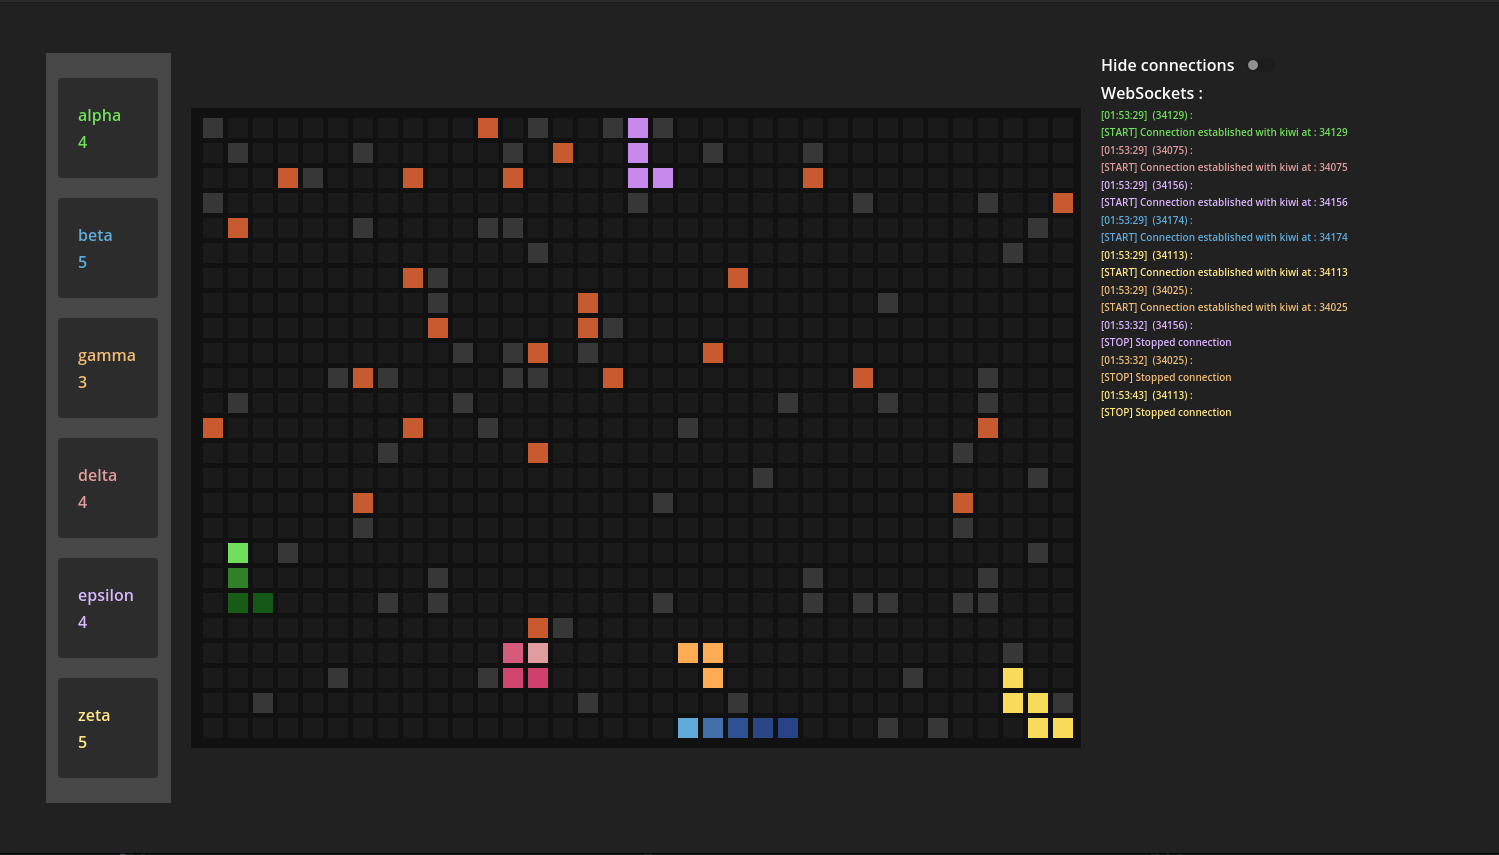 alpha
4
beta
5
gamma
3
delta
4
epsilon
4
zeta
5
Hide connections
WebSockets :
[01:53:29] (34129) :
[START] Connection established with kiwi at : 34129
[01:53:29] (34075) :
[START] Connection established with kiwi at : 34075
[01:53:29] (34156) :
[START] Connection established with kiwi at : 34156
[01:53:29] (34174) :
[START] Connection established with kiwi at : 34174
[01:53:29] (34113) :
[START] Connection established with kiwi at : 34113
[01:53:29] (34025) :
[START] Connection established with kiwi at : 34025
[01:53:32] (34156) :
[STOP] Stopped connection
[01:53:32] (34025) :
[STOP] Stopped connection
[01:53:43] (34113) :
[STOP] Stopped connection